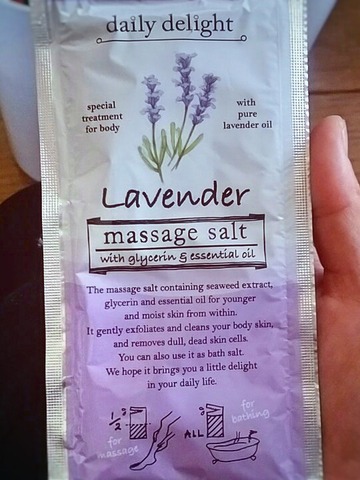 daily delight
special
treatment
for body
with
pure
lavender oil
Lavender
massage salt
with glycerin & essential oil
The massage salt containing seaweed extract,
glycerin and essential oil for younger
and moist skin from within.
It gently exfoliates and cleans your body skin,
and removes dull, dead skin cells.
You can also use it as bath salt.
We hope it brings you a little delight
in your daily life.
1/2
for
massage
ALL
for
bathing